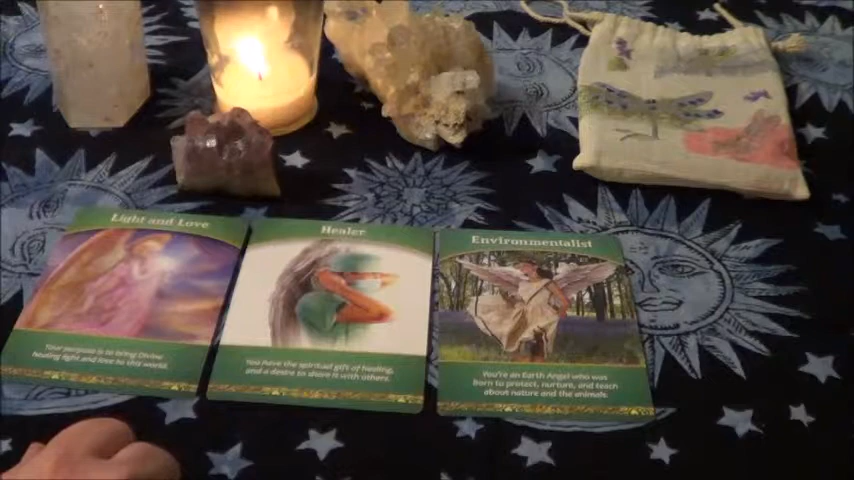 Light and Love
Your purpose is to bring Divine
healing light and love to this world.
Healer
You have the spiritual gift of healing,
and a desire to share it with others.
Environmentalist
You're an Earth Angel who was
born to protect, nurture, and teach
about nature and the animals.